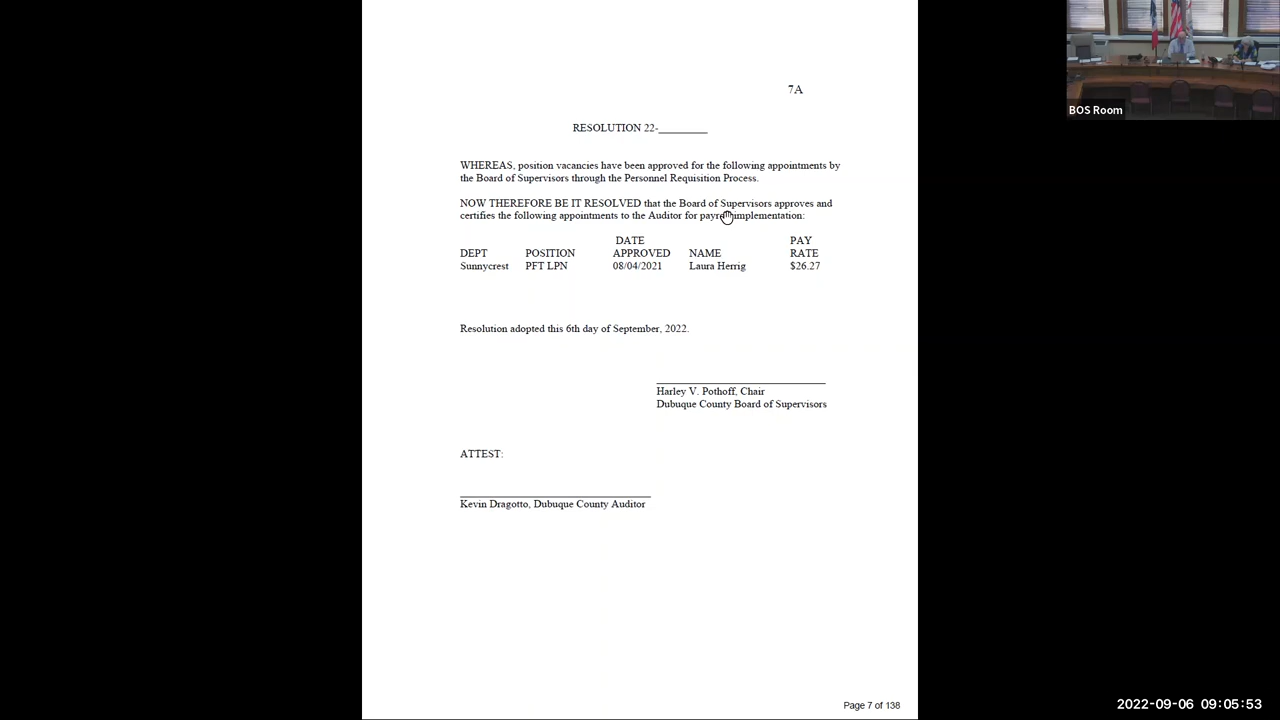 7A
RESOLUTION 22-________
WHEREAS, position vacancies have been approved for the following appointments by
the Board of Supervisors through the Personnel Requisition Process.
NOW THEREFORE BE IT RESOLVED that the Board of Supervisors approves and
certifies the following appointments to the Auditor for payroll implementation:
DATE PAY
DEPT POSITION APPROVED NAME RATE
Sunnycrest PFT LPN 08/04/2021 Laura Herrig $26.27
Resolution adopted this 6th day of September, 2022.
Harley V. Pothoff, Chair
Dubuque County Board of Supervisors
ATTEST:
Kevin Dragotto, Dubuque County Auditor
Page 7 of 138
BOS Room
2022-09-06 09:05:53